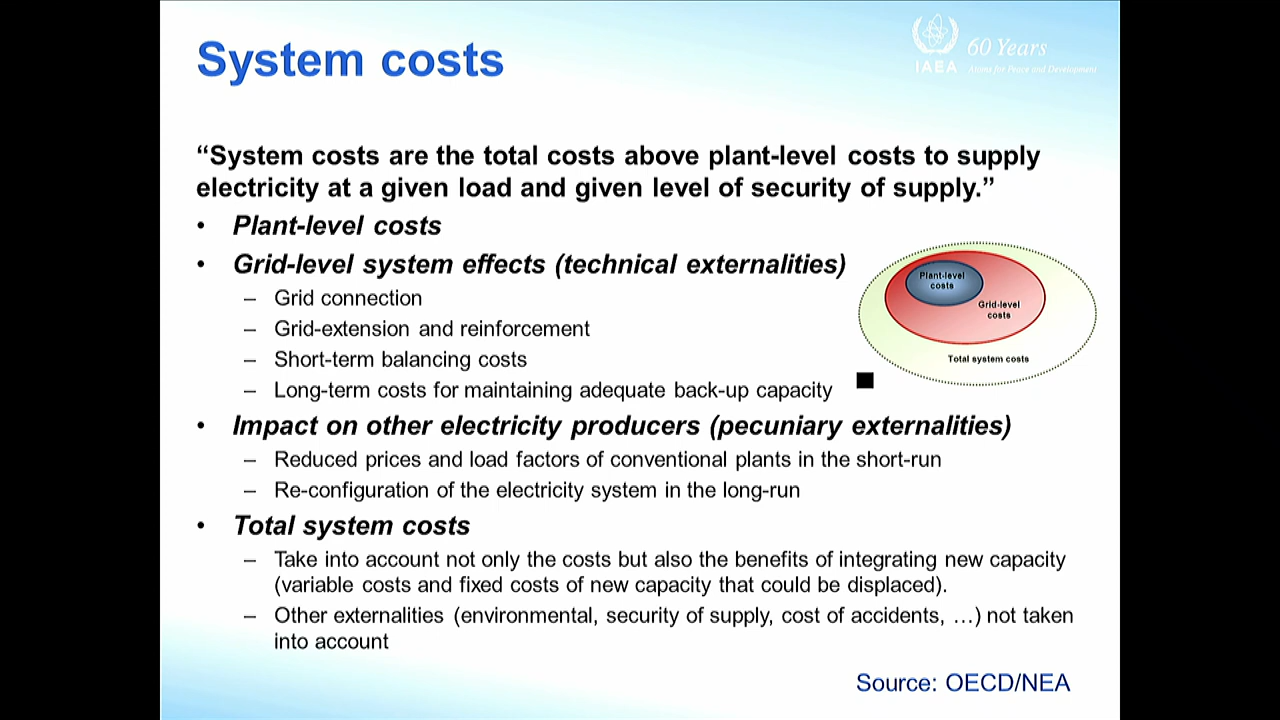 System costs
IAEA
60 Years
Atoms for Peace and Development
“System costs are the total costs above plant-level costs to supply
electricity at a given load and given level of security of supply.”
• Plant-level costs
• Grid-level system effects (technical externalities)
– Grid connection
– Grid-extension and reinforcement
– Short-term balancing costs
– Long-term costs for maintaining adequate back-up capacity
Plant-level
costs
Grid-level
costs
Total system costs
• Impact on other electricity producers (pecuniary externalities)
– Reduced prices and load factors of conventional plants in the short-run
– Re-configuration of the electricity system in the long-run
• Total system costs
– Take into account not only the costs but also the benefits of integrating new capacity
(variable costs and fixed costs of new capacity that could be displaced).
– Other externalities (environmental, security of supply, cost of accidents, …) not taken
into account
Source: OECD/NEA